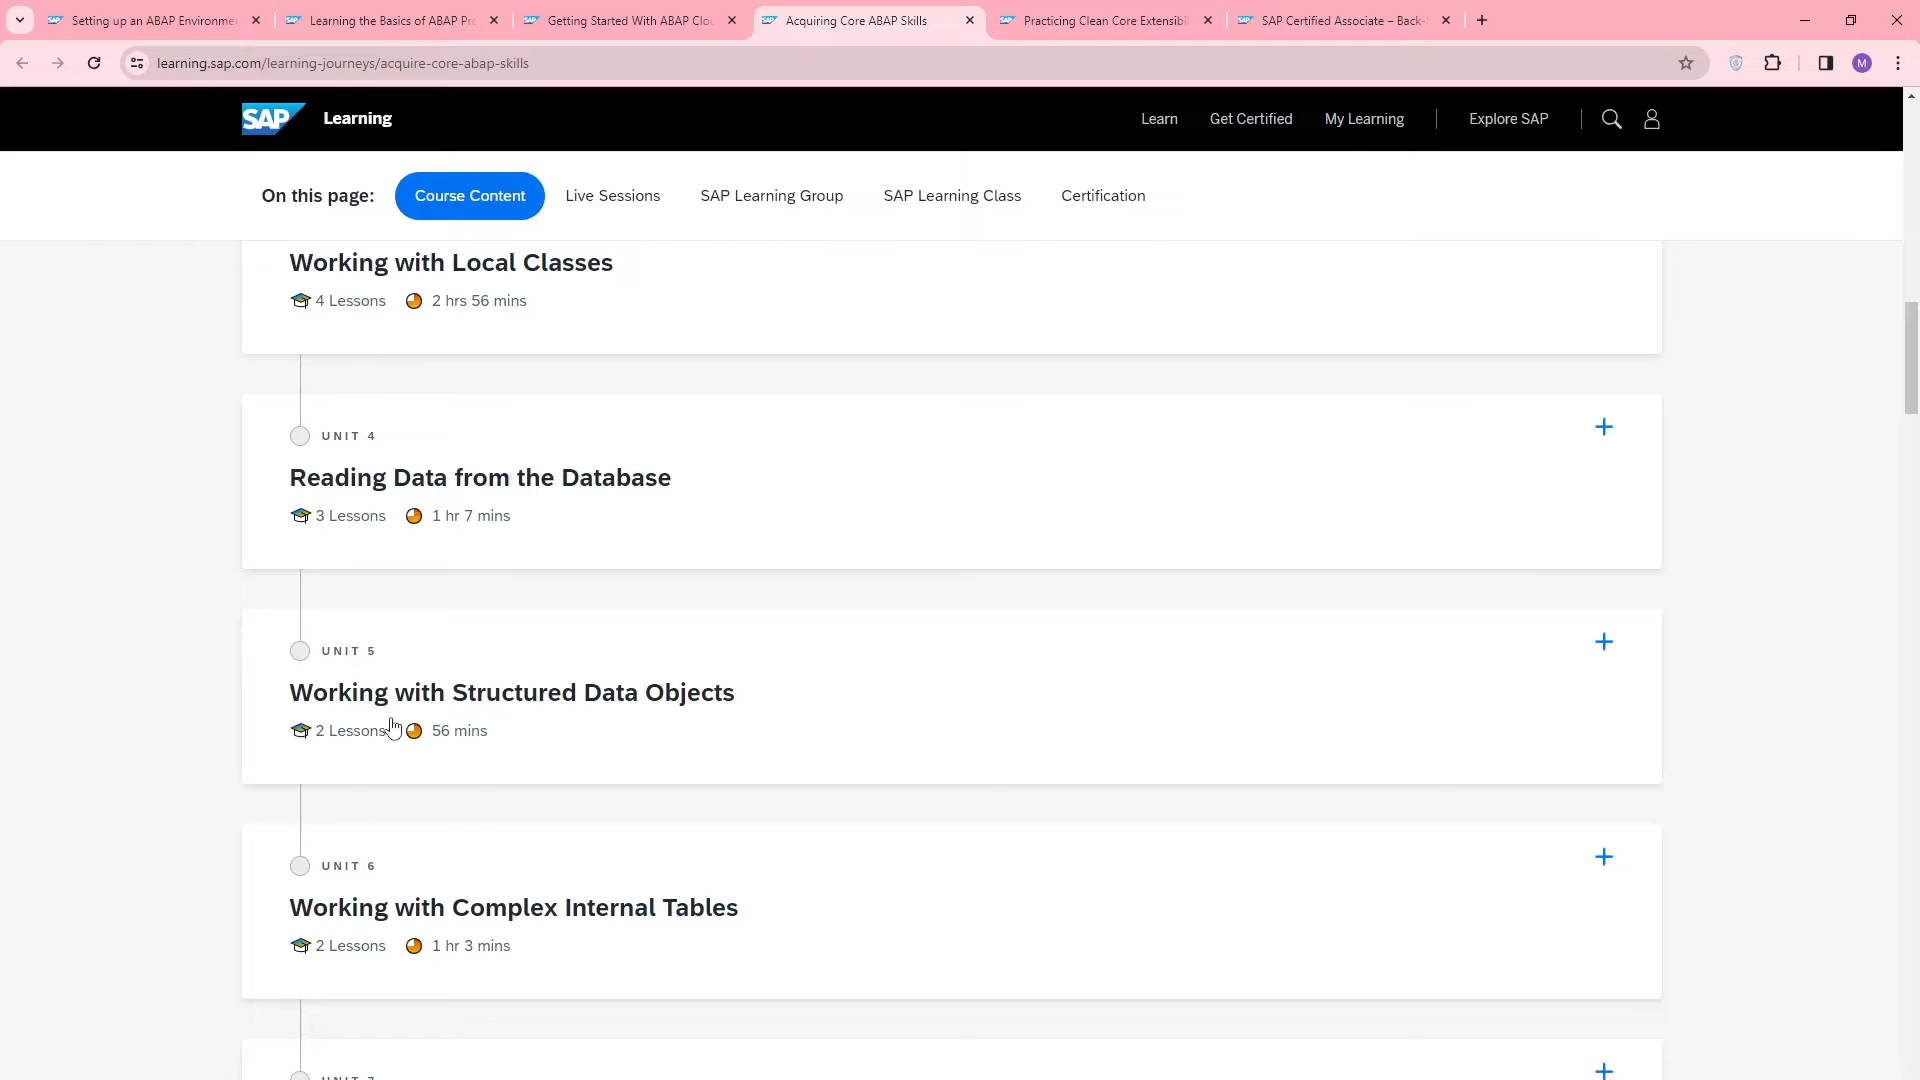 Setting up an ABAP Environme
Learning the Basics of ABAP Pr
Getting Started With ABAP Clo
Acquiring Core ABAP Skills
Practicing Clean Core Extensibil
SAP Certified Associate – Back-
learning.sap.com/learning-journeys/acquire-core-abap-skills
M
SAP Learning
Learn
Get Certified
My Learning
Explore SAP
On this page:
Course Content
Live Sessions
SAP Learning Group
SAP Learning Class
Certification
Working with Local Classes
4 Lessons 2 hrs 56 mins
UNIT 4
Reading Data from the Database
3 Lessons 1 hr 7 mins
UNIT 5
Working with Structured Data Objects
2 Lessons 56 mins
UNIT 6
Working with Complex Internal Tables
2 Lessons 1 hr 3 mins
UNIT 7